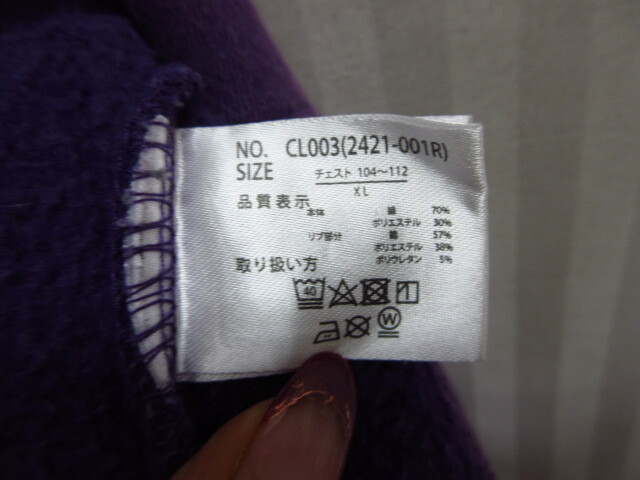 NO. CL003(2421-001R)
SIZE チェスト 104～112
XL
品質表示
本体 綿 70%
ポリエステル 30%
リブ部分 綿 57%
ポリエステル 38%
ポリウレタン 5%
取り扱い方
40
W